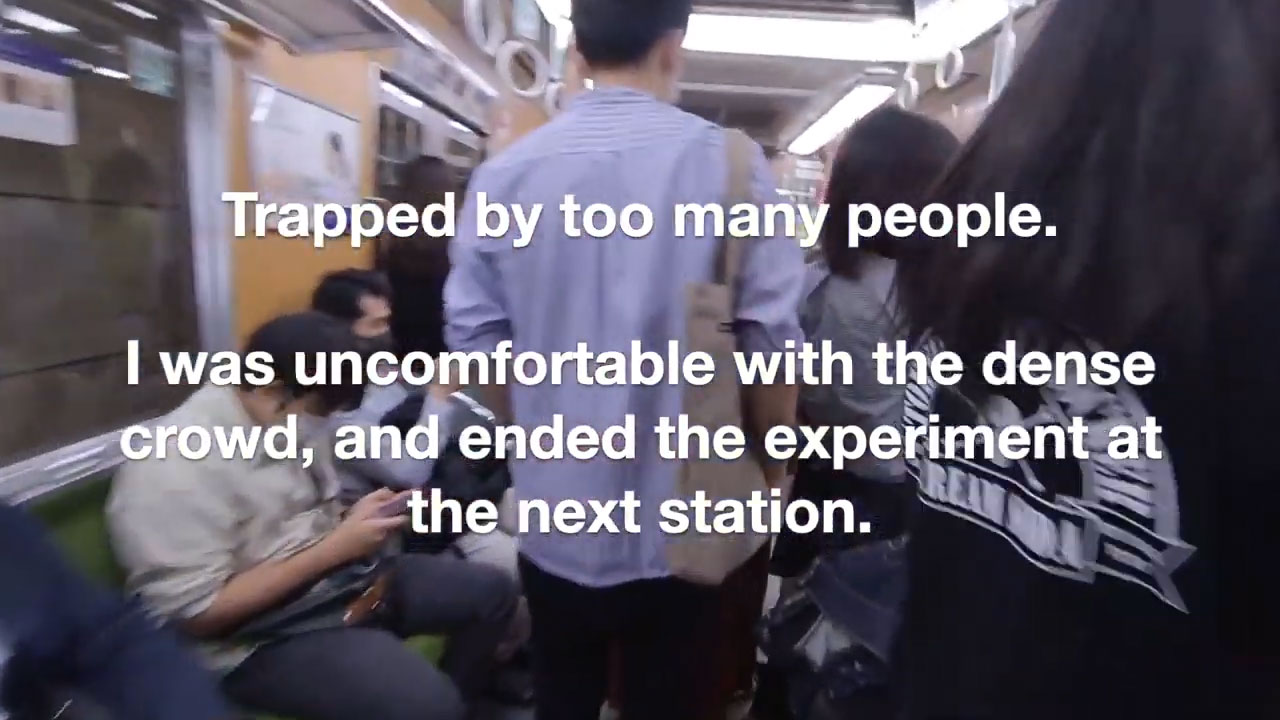 Trapped by too many people.
I was uncomfortable with the dense
crowd, and ended the experiment at
the next station.